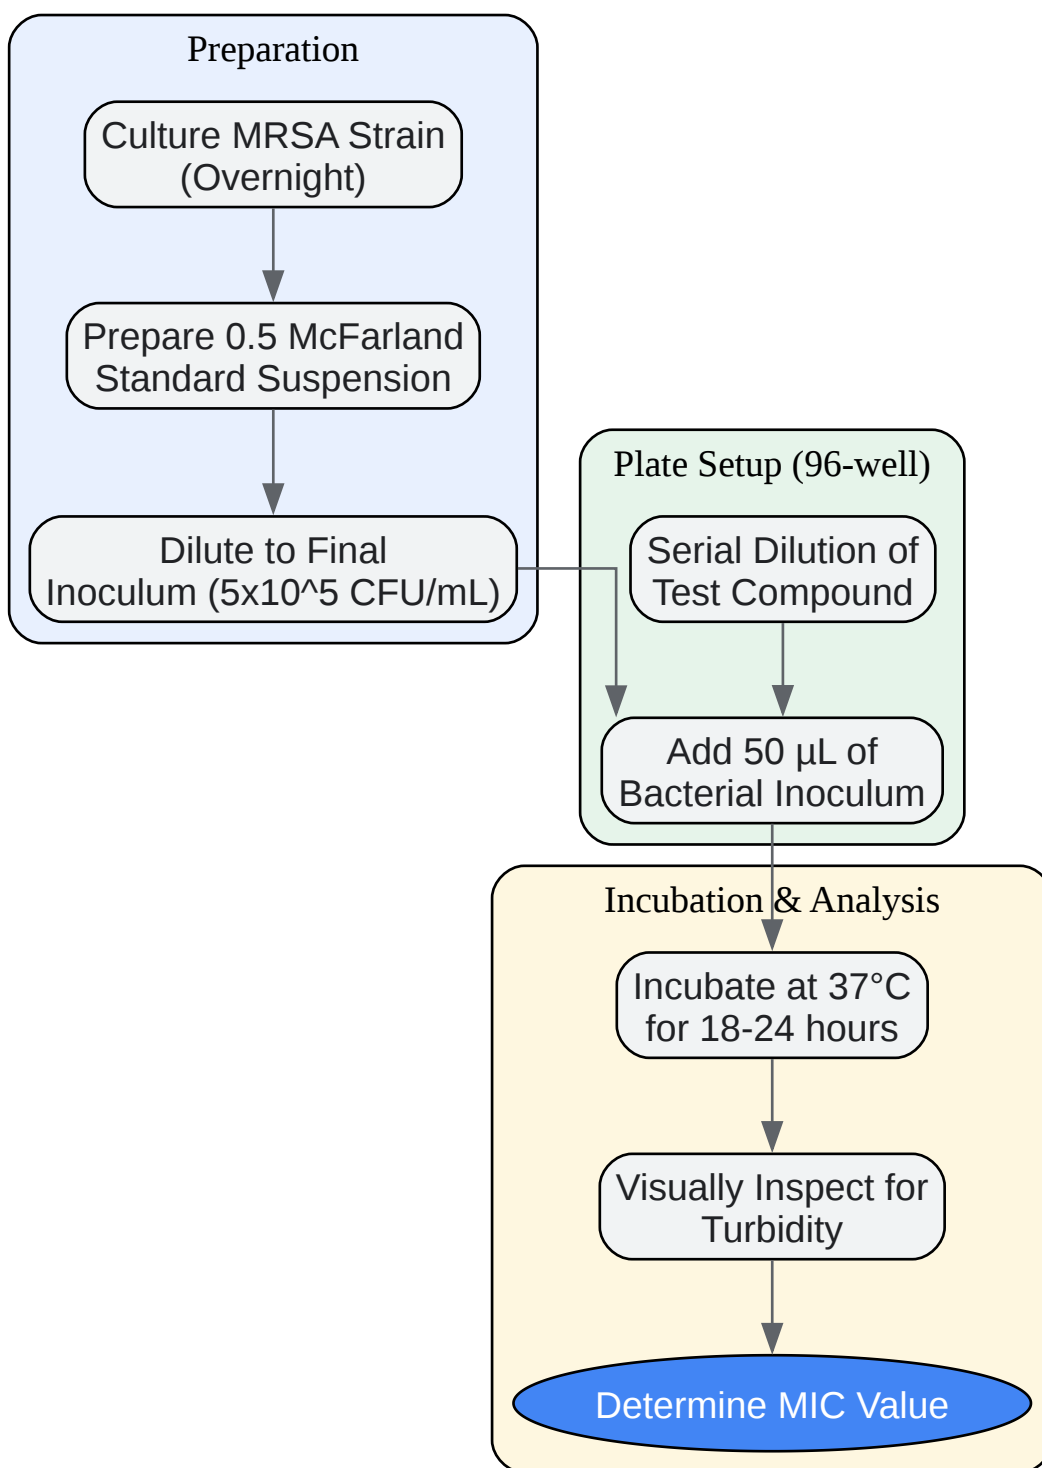 Preparation
Culture MRSA Strain
(Overnight)
Prepare 0.5 McFarland
Standard Suspension
Dilute to Final
Inoculum (5x10^5 CFU/mL)
Plate Setup (96-well)
Serial Dilution of
Test Compound
Add 50 µL of
Bacterial Inoculum
Incubation & Analysis
Incubate at 37°C
for 18-24 hours
Visually Inspect for
Turbidity
Determine MIC Value